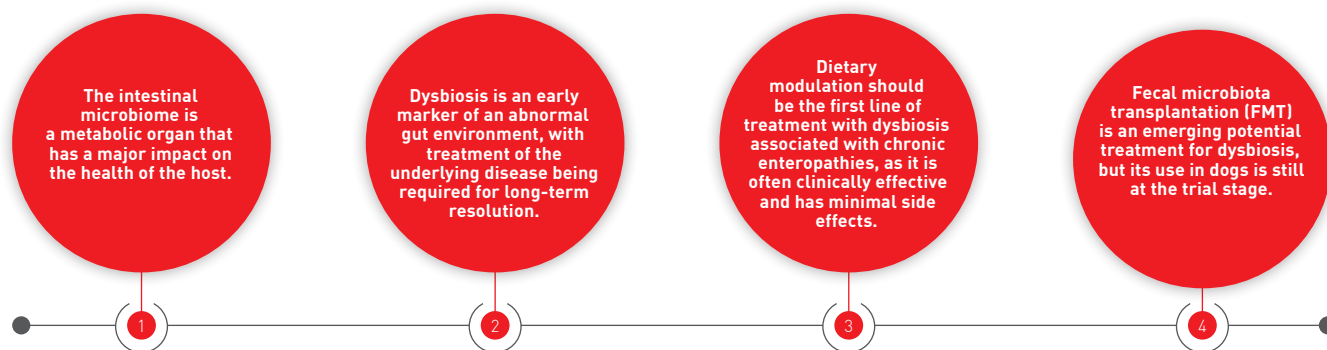 The intestinal
microbiome is
a metabolic organ that
has a major impact on
the health of the host.
Dysbiosis is an early
marker of an abnormal
gut environment, with
treatment of the
underlying disease being
required for long-term
resolution.
Dietary
modulation should
be the first line of
treatment with dysbiosis
associated with chronic
enteropathies, as it is
often clinically effective
and has minimal side
effects.
Fecal microbiota
transplantation (FMT)
is an emerging potential
treatment for dysbiosis,
but its use in dogs is still
at the trial stage.
1
2
3
4